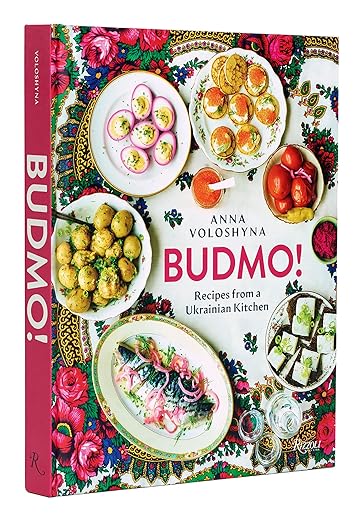 VOLOSHYNA
BUDMO!
R
ANNA
VOLOSHYNA
BUDMO!
Recipes from a
Ukrainian Kitchen
RIZZOLI